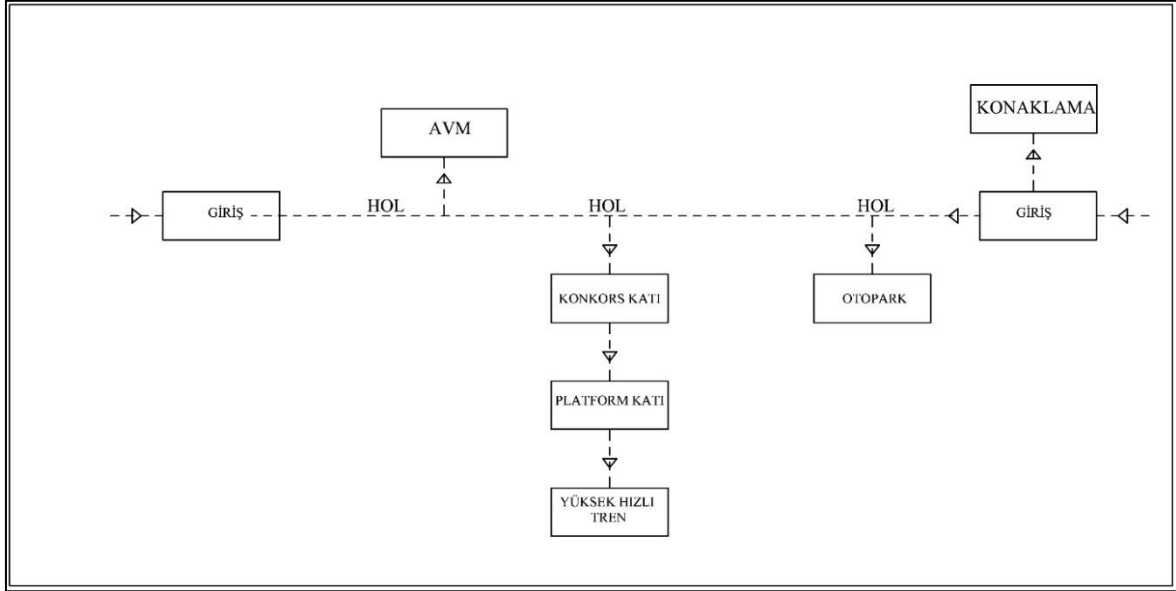 KONAKLAMA
AVM
GİRİŞ
HOL
HOL
HOL
GİRİŞ
KONKORS KATI
OTOPARK
PLATFORM KATI
YÜKSEK HIZLI
TREN